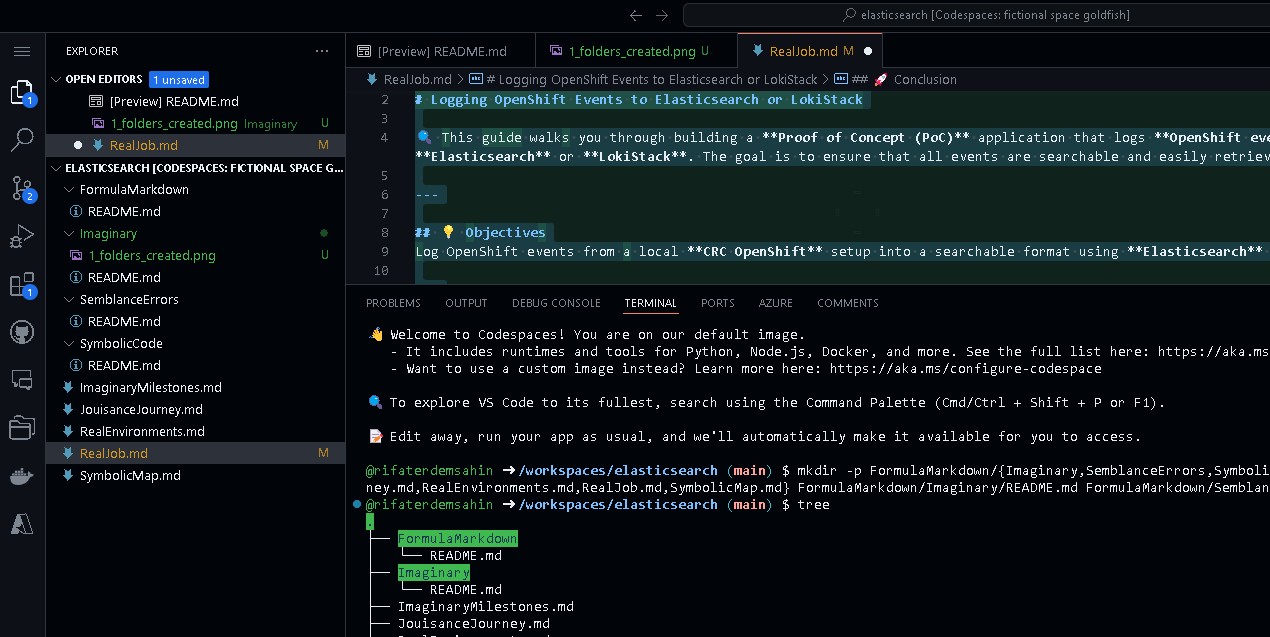 elasticsearch [Codespaces: fictional space goldfish]
EXPLORER
OPEN EDITORS 1 unsaved
[Preview] README.md
1_folders_created.png Imaginary U
RealJob.md M
ELASTICSEARCH [CODESPACES: FICTIONAL SPACE G...
FormulaMarkdown
README.md
Imaginary
1_folders_created.png U
README.md
SemblanceErrors
README.md
SymbolicCode
README.md
ImaginaryMilestones.md
JouisanceJourney.md
RealEnvironments.md
RealJob.md M
SymbolicMap.md
1
2
1
[Preview] README.md 1_folders_created.png U RealJob.md M
RealJob.md > # Logging OpenShift Events to Elasticsearch or LokiStack > ## 🚀 Conclusion
2 # Logging OpenShift Events to Elasticsearch or LokiStack
3
4 🔍 This guide walks you through building a **Proof of Concept (PoC)** application that logs **OpenShift eve
**Elasticsearch** or **LokiStack**. The goal is to ensure that all events are searchable and easily retriev
5
6 ---
7
8 ## 💡 Objectives
9 Log OpenShift events from a local **CRC OpenShift** setup into a searchable format using **Elasticsearch**
10
PROBLEMS OUTPUT DEBUG CONSOLE TERMINAL PORTS AZURE COMMENTS
👋 Welcome to Codespaces! You are on our default image.
- It includes runtimes and tools for Python, Node.js, Docker, and more. See the full list here: https://aka.ms
- Want to use a custom image instead? Learn more here: https://aka.ms/configure-codespace
🔍 To explore VS Code to its fullest, search using the Command Palette (Cmd/Ctrl + Shift + P or F1).
📝 Edit away, run your app as usual, and we'll automatically make it available for you to access.
@rifaterdemsahin ➜ /workspaces/elasticsearch (main) $ mkdir -p FormulaMarkdown/{Imaginary,SemblanceErrors,Symboli
ney.md,RealEnvironments.md,RealJob.md,SymbolicMap.md} FormulaMarkdown/Imaginary/README.md FormulaMarkdown/Semblan
@rifaterdemsahin ➜ /workspaces/elasticsearch (main) $ tree
.
├── FormulaMarkdown
│ └── README.md
├── Imaginary
│ └── README.md
├── ImaginaryMilestones.md
├── JouisanceJourney.md